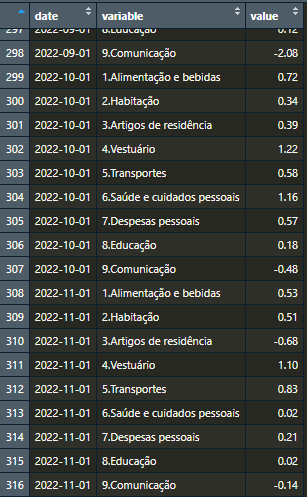 date variable value
297 2022-09-01 8.Educação 0.12
298 2022-09-01 9.Comunicação -2.08
299 2022-10-01 1.Alimentação e bebidas 0.72
300 2022-10-01 2.Habitação 0.34
301 2022-10-01 3.Artigos de residência 0.39
302 2022-10-01 4.Vestuário 1.22
303 2022-10-01 5.Transportes 0.58
304 2022-10-01 6.Saúde e cuidados pessoais 1.16
305 2022-10-01 7.Despesas pessoais 0.57
306 2022-10-01 8.Educação 0.18
307 2022-10-01 9.Comunicação -0.48
308 2022-11-01 1.Alimentação e bebidas 0.53
309 2022-11-01 2.Habitação 0.51
310 2022-11-01 3.Artigos de residência -0.68
311 2022-11-01 4.Vestuário 1.10
312 2022-11-01 5.Transportes 0.83
313 2022-11-01 6.Saúde e cuidados pessoais 0.02
314 2022-11-01 7.Despesas pessoais 0.21
315 2022-11-01 8.Educação 0.02
316 2022-11-01 9.Comunicação -0.14